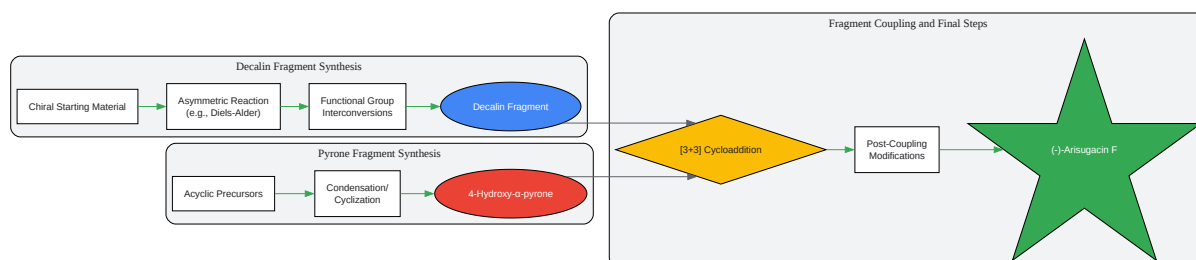 Fragment Coupling and Final Steps
Decalin Fragment Synthesis
Chiral Starting Material
Asymmetric Reaction
(e.g., Diels-Alder)
Functional Group
Interconversions
Decalin Fragment
Pyrone Fragment Synthesis
Acyclic Precursors
Condensation/
Cyclization
4-Hydroxy-α-pyrone
[3+3] Cycloaddition
Post-Coupling
Modifications
(-)-Arisugacin F